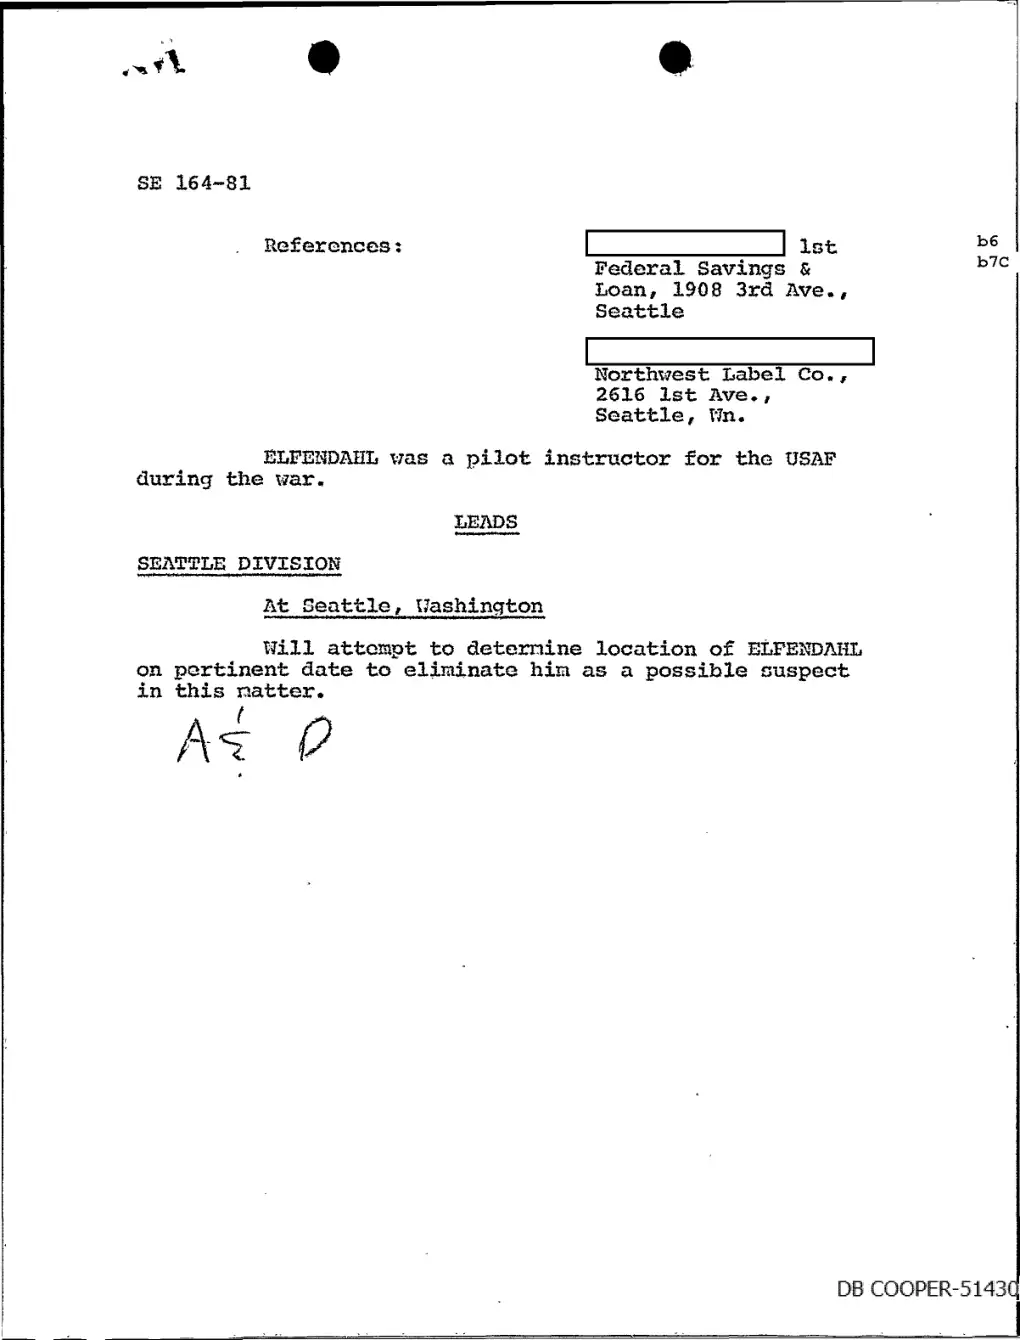 SE 164-81
References:
1st
b6
b7C
Federal Savings &
Loan, 1908 3rd Ave.,
Seattle
Northwest Label Co.,
2616 1st Ave.,
Seattle, Wn.
ELFENDAHL was a pilot instructor for the USAF
during the war.
LEADS
SEATTLE DIVISION
At Seattle, Washington
Will attempt to determine location of ELFENDAHL
on pertinent date to eliminate him as a possible suspect
in this matter.
A & D
DB COOPER-51430